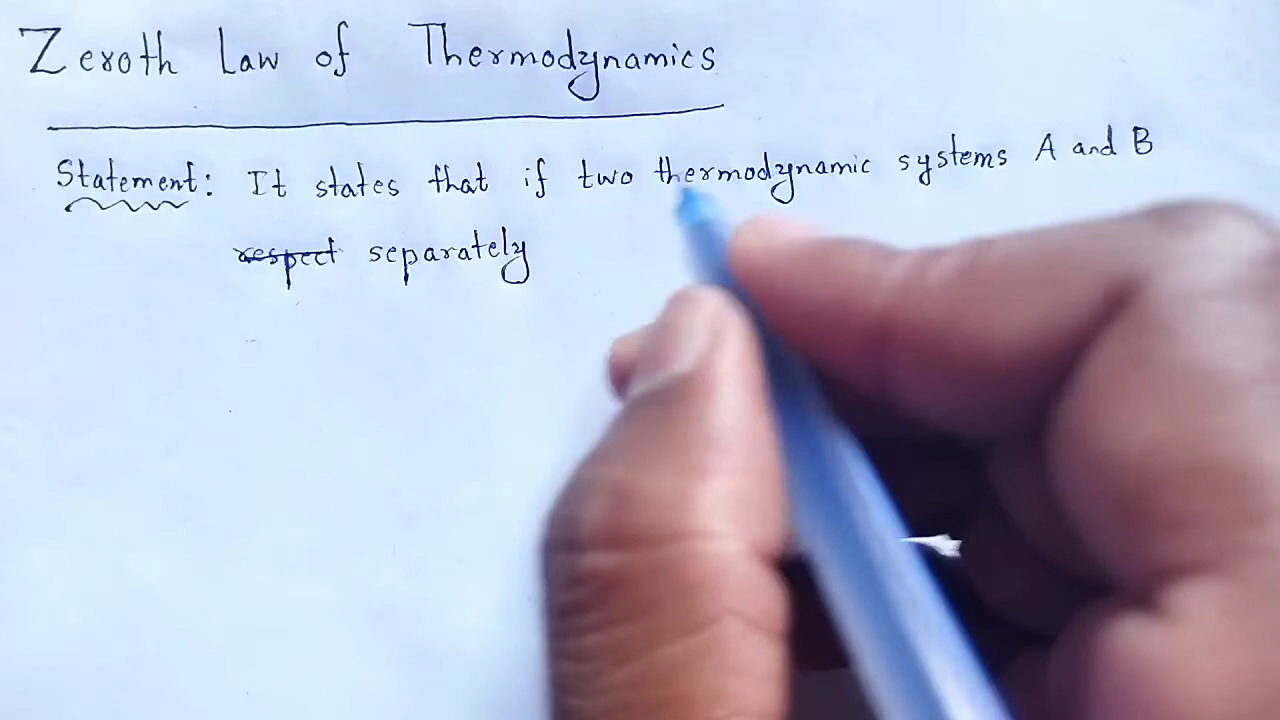 Zeroth Law of Thermodynamics
Statement: It states that if two thermodynamic systems A and B
respect separately